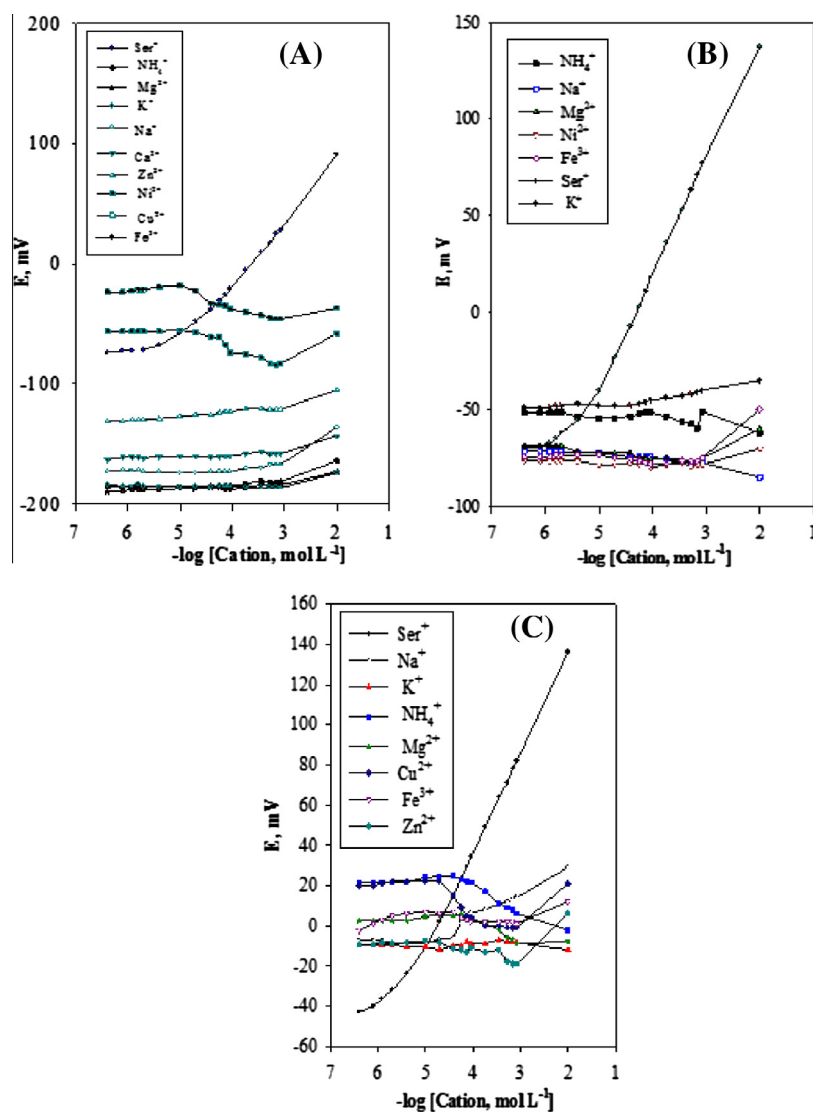 (A)
200
100
0
-100
-200
E, mV
Ser⁺
NH₄⁺
Mg²⁺
K⁺
Na⁺
Ca²⁺
Zn²⁺
Ni²⁺
Cu²⁺
Fe³⁺
7 6 5 4 3 2 1
-log [Cation, mol L⁻¹]
(B)
150
100
50
0
-50
-100
E, mV
NH₄⁺
Na⁺
Mg²⁺
Ni²⁺
Fe³⁺
Ser⁺
K⁺
7 6 5 4 3 2 1
-log [Cation, mol L⁻¹]
(C)
160
140
120
100
80
60
40
20
0
-20
-40
-60
E, mV
Ser⁺
Na⁺
K⁺
NH₄⁺
Mg²⁺
Cu²⁺
Fe³⁺
Zn²⁺
7 6 5 4 3 2 1
-log [Cation, mol L⁻¹]